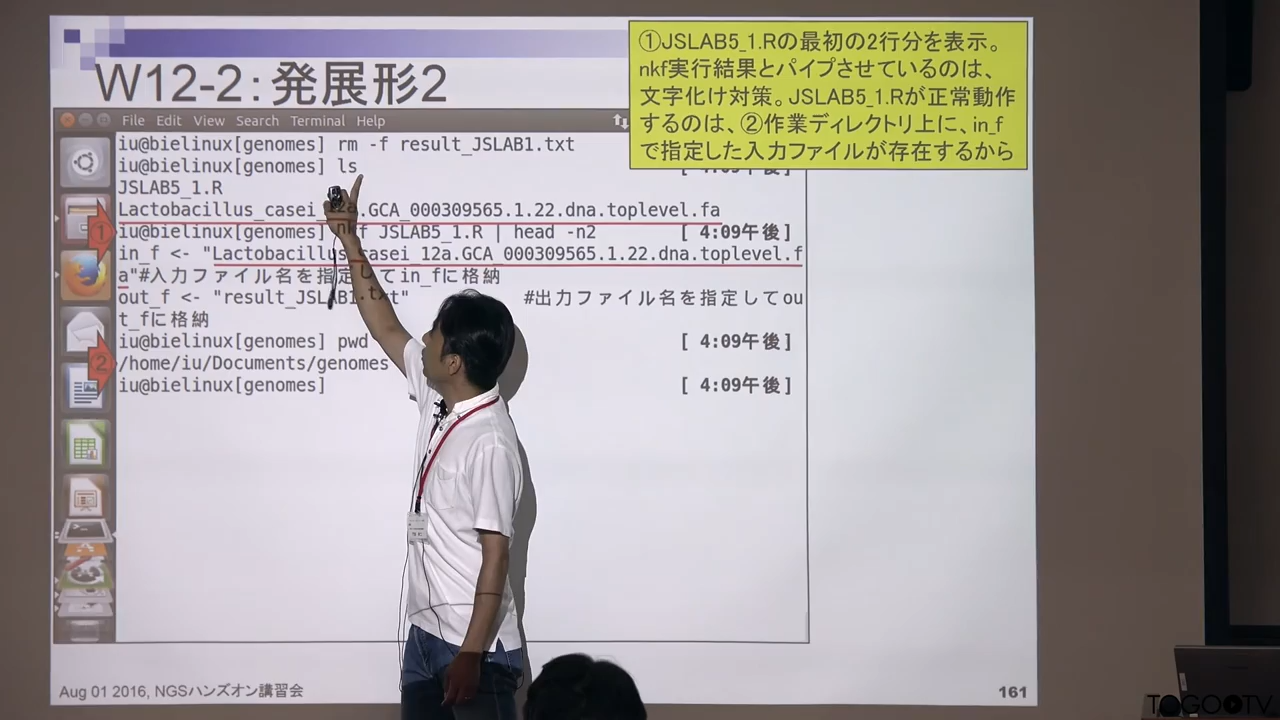 W12-2:発展形2
①JSLAB5_1.Rの最初の2行分を表示。
nkf実行結果とパイプさせているのは、
文字化け対策。JSLAB5_1.Rが正常動作
するのは、②作業ディレクトリ上に、in_f
で指定した入力ファイルが存在するから
File Edit View Search Terminal Help
iu@bielinux[genomes] rm -f result_JSLAB1.txt
iu@bielinux[genomes] ls
JSLAB5_1.R
Lactobacillus_casei_12a.GCA_000309565.1.22.dna.toplevel.fa
①
iu@bielinux[genomes] nkf JSLAB5_1.R | head -n2 [ 4:09午後]
in_f <- "Lactobacillus_casei_12a.GCA_000309565.1.22.dna.toplevel.f
a"#入力ファイル名を指定してin_fに格納
out_f <- "result_JSLAB1.txt" #出力ファイル名を指定してou
t_fに格納
iu@bielinux[genomes] pwd [ 4:09午後]
②
/home/iu/Documents/genomes
iu@bielinux[genomes] [ 4:09午後]
Aug 01 2016, NGSハンズオン講習会
161
TOGOTV